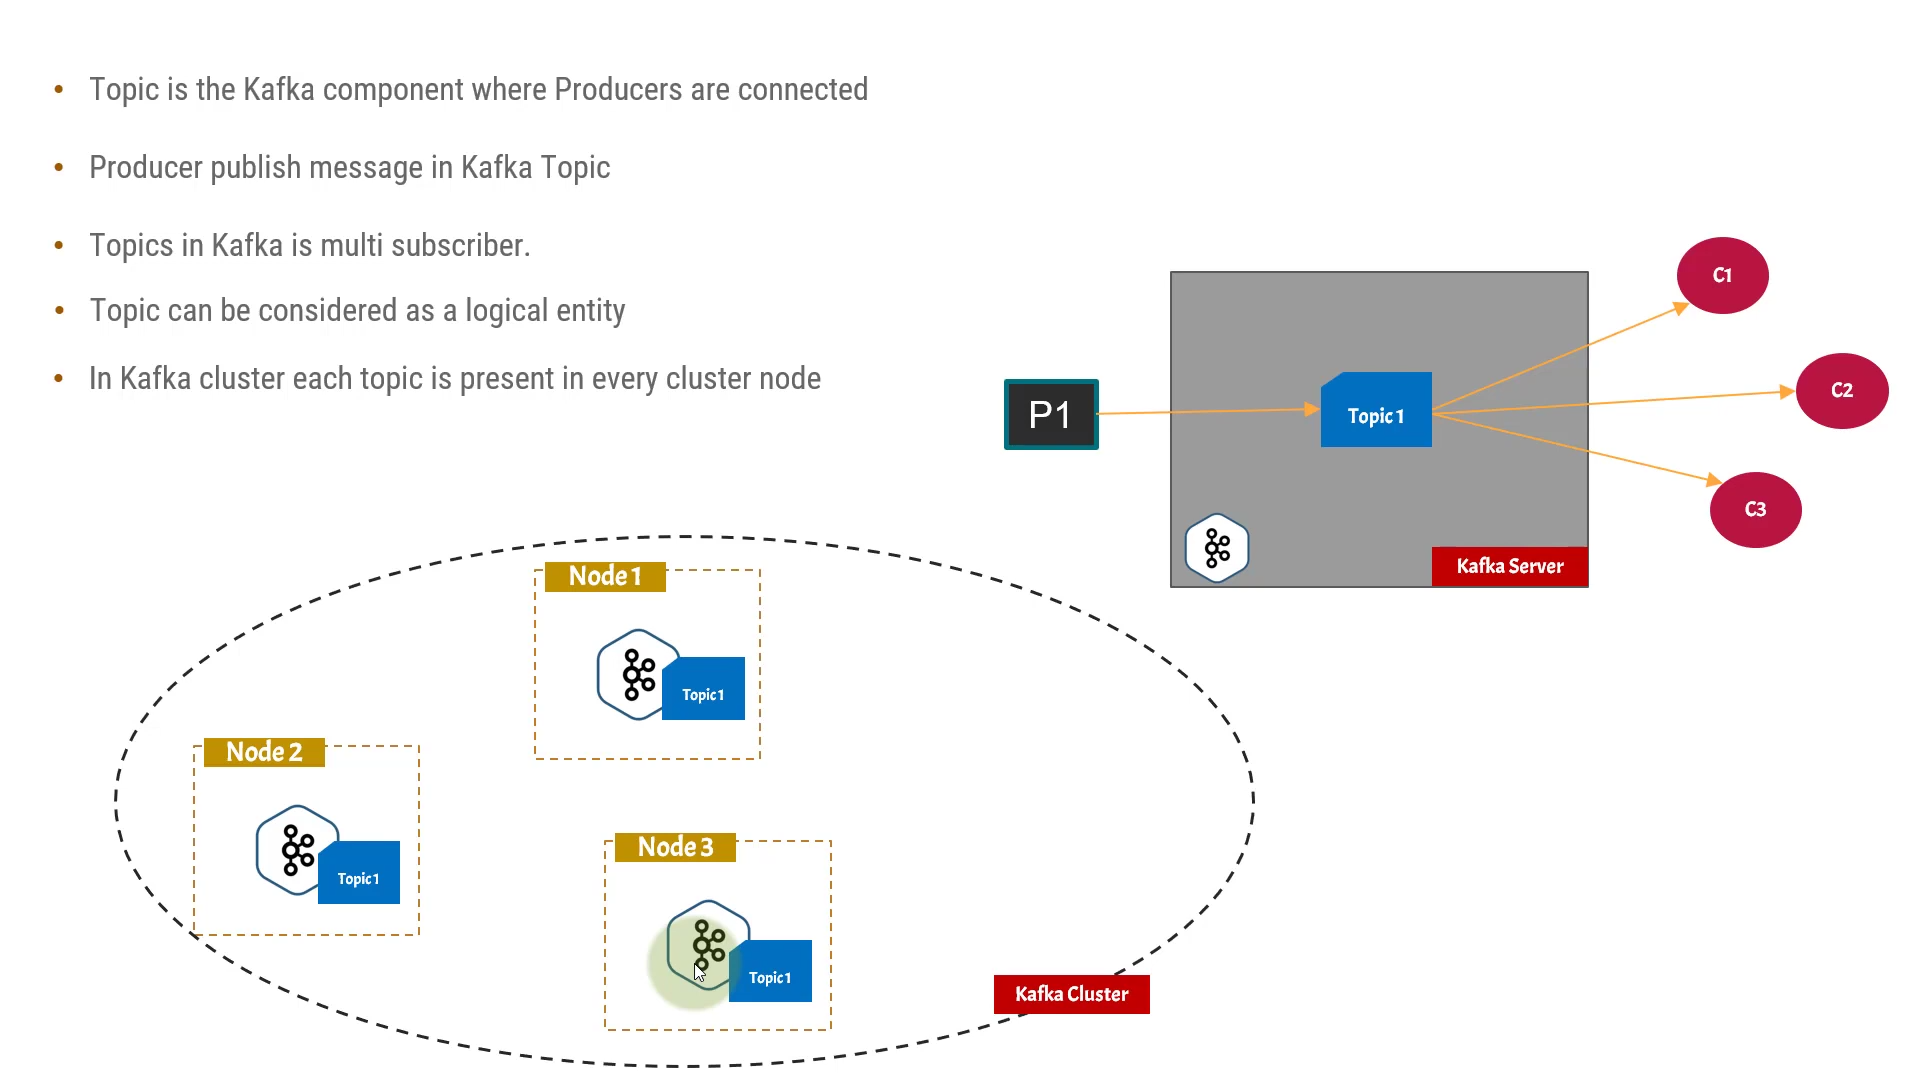 • Topic is the Kafka component where Producers are connected
• Producer publish message in Kafka Topic
• Topics in Kafka is multi subscriber.
• Topic can be considered as a logical entity
• In Kafka cluster each topic is present in every cluster node
P1
Topic 1
C1
C2
C3
Kafka Server
Node 1
Topic 1
Node 2
Topic 1
Node 3
Topic 1
Kafka Cluster